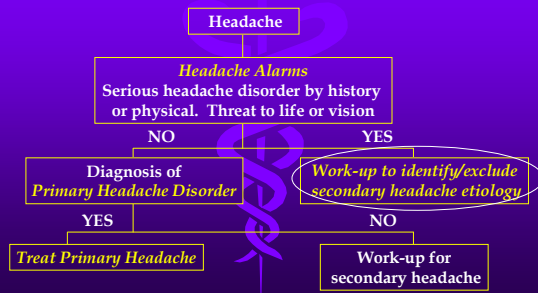 Headache
Headache Alarms
Serious headache disorder by history
or physical.  Threat to life or vision
NO
YES
Diagnosis of
Primary Headache Disorder
Work-up to identify/exclude
secondary headache etiology
YES
NO
Treat Primary Headache
Work-up for
secondary headache